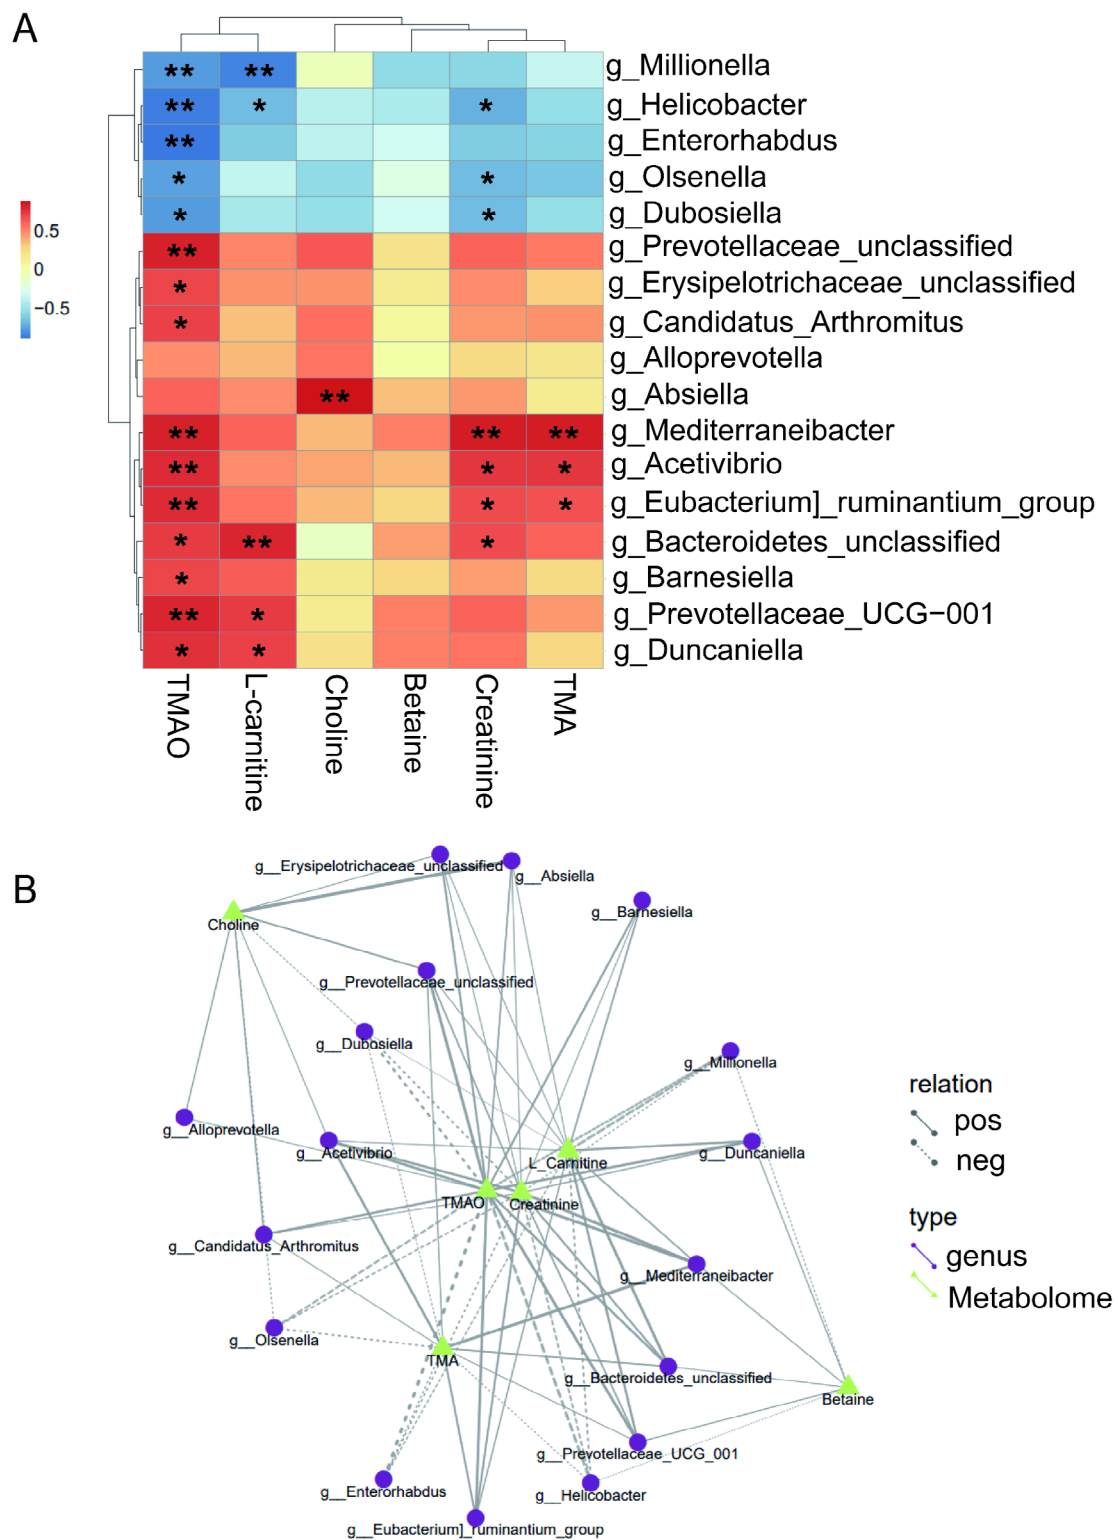 A
** ** g_Millionella
** * * g_Helicobacter
** g_Enterorhabdus
* * g_Olsenella
* * g_Dubosiella
0.5
0
−0.5
** g_Prevotellaceae_unclassified
* g_Erysipelotrichaceae_unclassified
* g_Candidatus_Arthromitus
g_Alloprevotella
** g_Absiella
** ** ** g_Mediterraneibacter
** * * g_Acetivibrio
** * * g_Eubacterium]_ruminantium_group
* ** * g_Bacteroidetes_unclassified
* g_Barnesiella
** * g_Prevotellaceae_UCG−001
* * g_Duncaniella
TMAO
L-carnitine
Choline
Betaine
Creatinine
TMA
B
g__Erysipelotrichaceae_unclassified
g__Absiella
g__Barnesiella
Choline
g__Prevotellaceae_unclassified
g__Dubosiella
g__Millionella
g__Alloprevotella
g__Acetivibrio
g__Duncaniella
L_Carnitine
TMAO
Creatinine
g__Candidatus_Arthromitus
g__Mediterraneibacter
g__Olsenella
TMA
g__Bacteroidetes_unclassified
Betaine
g__Prevotellaceae_UCG_001
g__Enterorhabdus
g__Helicobacter
g__Eubacterium]_ruminantium_group
relation
pos
neg
type
genus
Metabolome